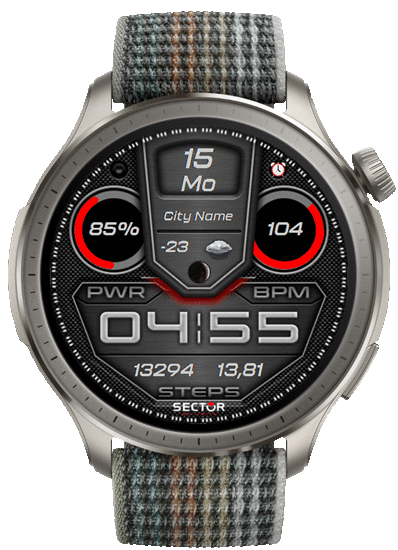 15
Mo
City Name
85%
-23
104
PWR
BPM
04:55
13294 13,81
STEPS
SECTOR